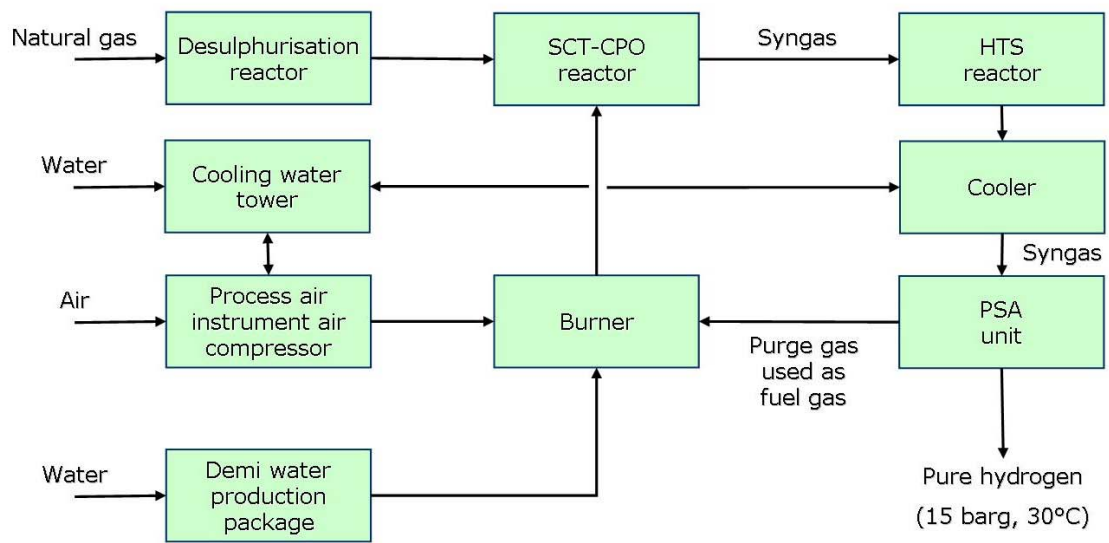 Natural gas
Desulphurisation
reactor
SCT-CPO
reactor
Syngas
HTS
reactor
Water
Cooling water
tower
Cooler
Syngas
Air
Process air
instrument air
compressor
Burner
Purge gas
used as
fuel gas
PSA
unit
Water
Demi water
production
package
Pure hydrogen
(15 barg, 30°C)